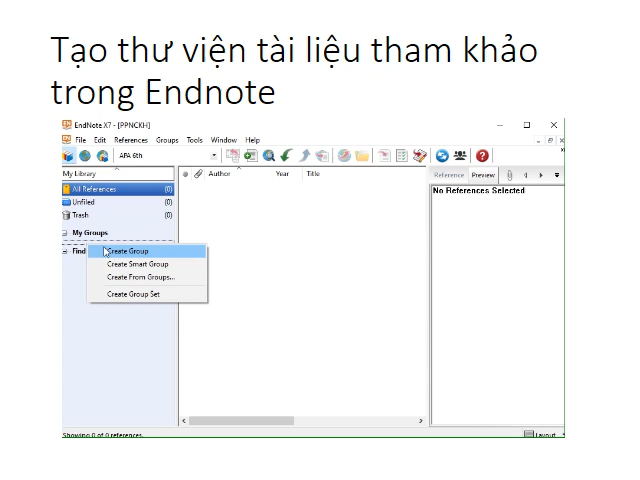 Tạo thư viện tài liệu tham khảo
trong Endnote
EndNote X7 - [PPNCKH]
File Edit References Groups Tools Window Help
APA 6th
My Library
Author Year Title
Reference Preview
All References (0)
No References Selected
Unfiled (0)
Trash (0)
My Groups
Find
Create Group
Create Smart Group
Create From Groups...
Create Group Set
Showing 0 of 0 references.
Layout